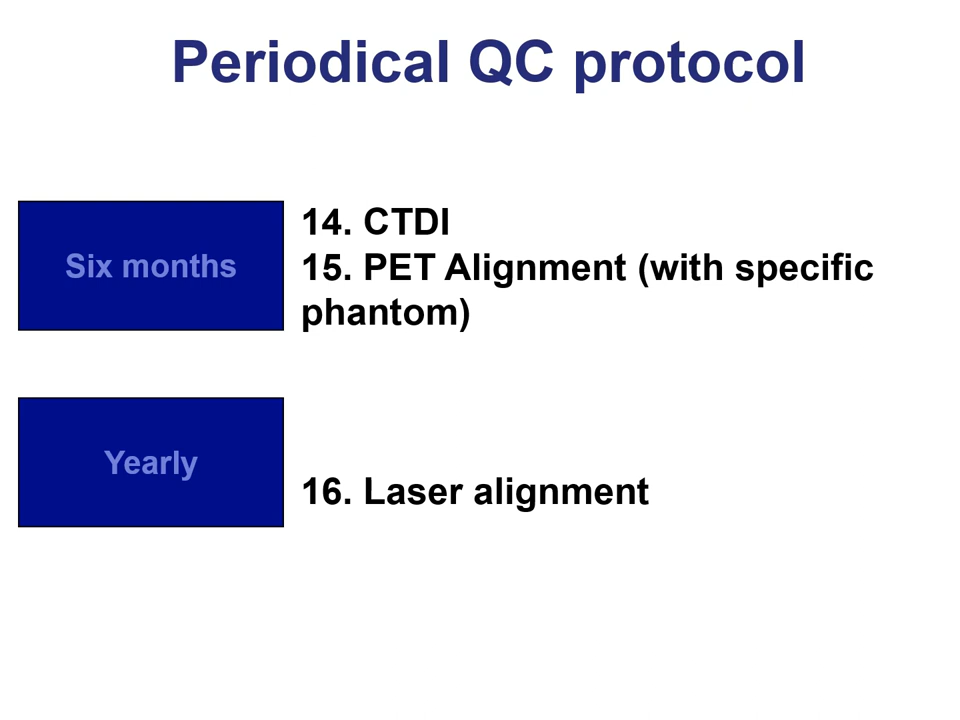 Periodical QC protocol
Six months
14. CTDI
15. PET Alignment (with specific
phantom)
Yearly
16. Laser alignment